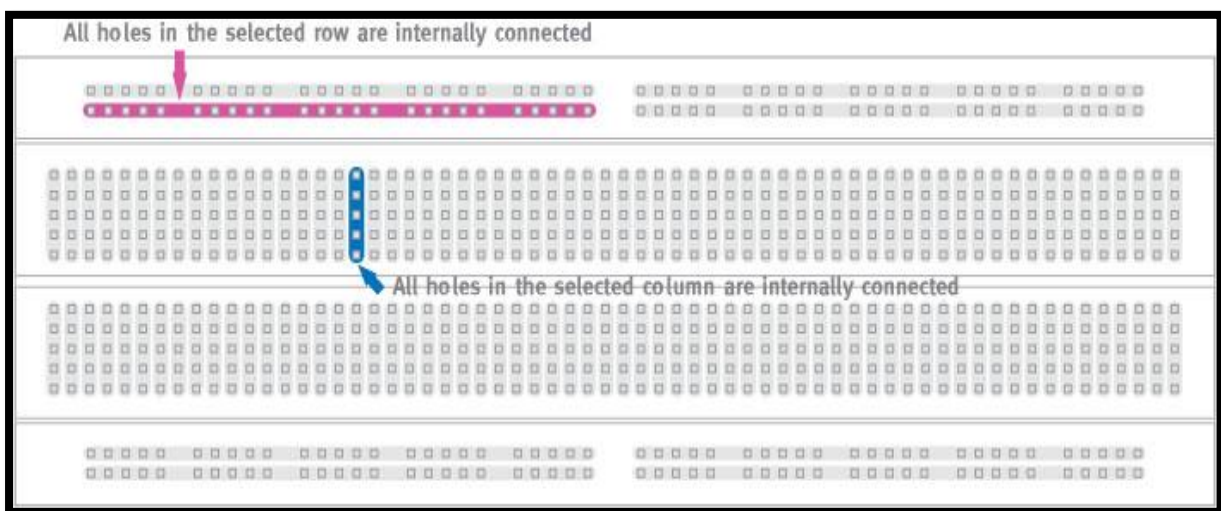 All holes in the selected row are internally connected
All holes in the selected column are internally connected